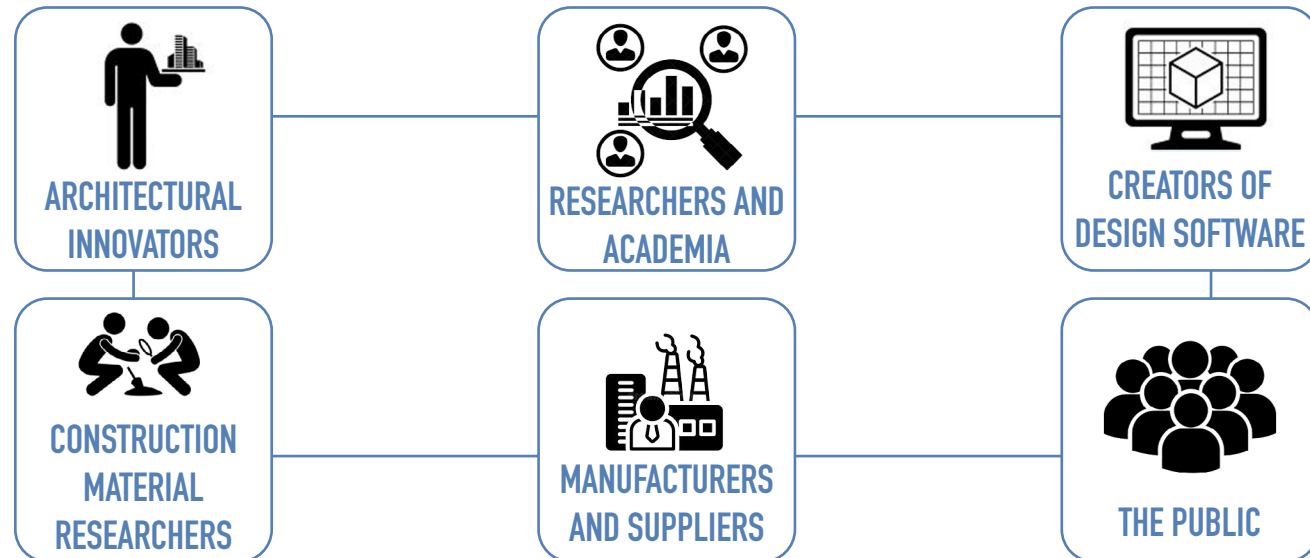 ARCHITECTURAL
INNOVATORS
RESEARCHERS AND
ACADEMIA
CREATORS OF
DESIGN SOFTWARE
CONSTRUCTION
MATERIAL
RESEARCHERS
MANUFACTURERS
AND SUPPLIERS
THE PUBLIC